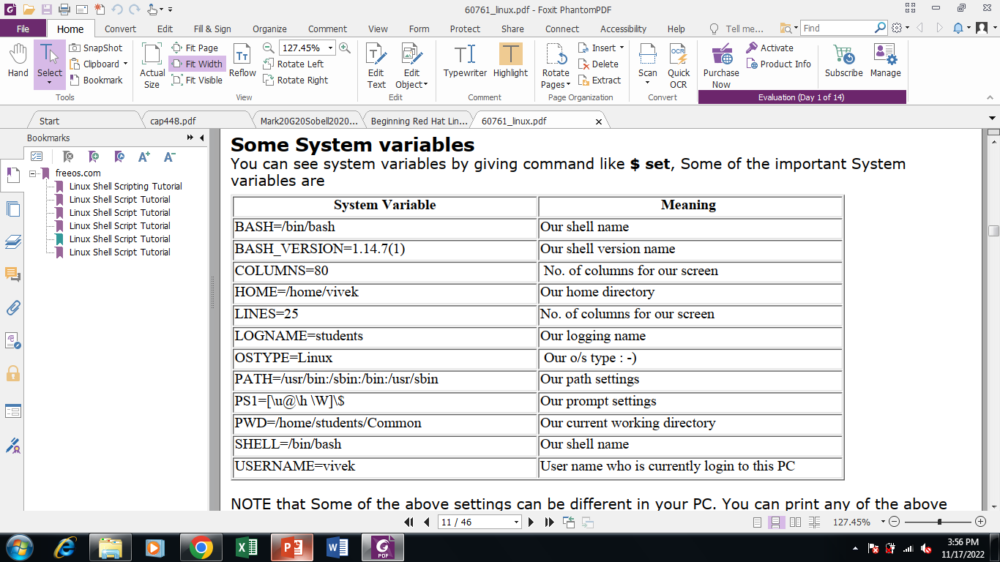 60761_linux.pdf - Foxit PhantomPDF
File Home Convert Edit Fill & Sign Organize Comment View Form Protect Share Connect Accessibility Help Tell me... Find
Hand
Select
SnapShot
Clipboard
Bookmark
Tools
Actual Size
Fit Page
Fit Width
Fit Visible
Reflow
127.45%
Rotate Left
Rotate Right
View
Edit Text
Edit Object
Edit
Typewriter
Highlight
Comment
Rotate Pages
Insert
Delete
Extract
Page Organization
Scan
Quick OCR
Convert
Purchase Now
Activate
Product Info
Subscribe
Manage
Evaluation (Day 1 of 14)
Start cap448.pdf Mark20G20Sobell2020... Beginning Red Hat Lin... 60761_linux.pdf
Bookmarks
freeos.com
Linux Shell Scripting Tutorial
Linux Shell Script Tutorial
Linux Shell Script Tutorial
Linux Shell Script Tutorial
Linux Shell Script Tutorial
Linux Shell Script Tutorial
Some System variables
You can see system variables by giving command like $ set, Some of the important System
variables are
System Variable Meaning
BASH=/bin/bash Our shell name
BASH_VERSION=1.14.7(1) Our shell version name
COLUMNS=80 No. of columns for our screen
HOME=/home/vivek Our home directory
LINES=25 No. of columns for our screen
LOGNAME=students Our logging name
OSTYPE=Linux Our o/s type : -)
PATH=/usr/bin:/sbin:/bin:/usr/sbin Our path settings
PS1=[\u@\h \W]\$ Our prompt settings
PWD=/home/students/Common Our current working directory
SHELL=/bin/bash Our shell name
USERNAME=vivek User name who is currently login to this PC
NOTE that Some of the above settings can be different in your PC. You can print any of the above
11 / 46
127.45%
3:56 PM
11/17/2022